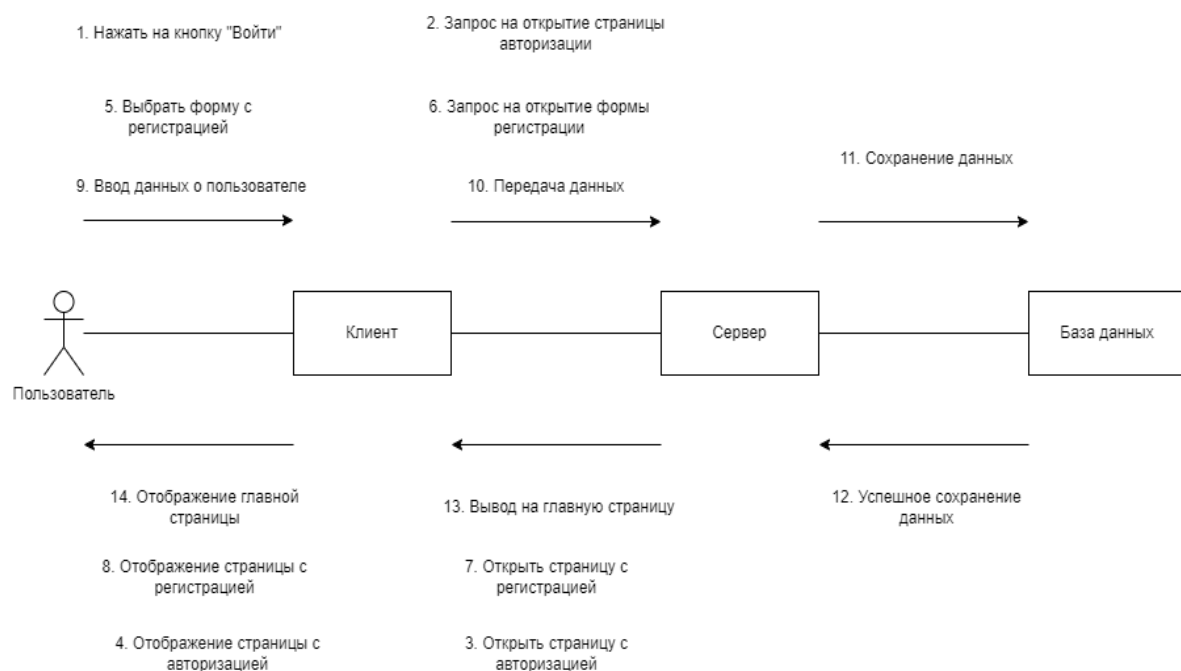 1. Нажать на кнопку "Войти"
2. Запрос на открытие страницы
авторизации
5. Выбрать форму с
регистрацией
6. Запрос на открытие формы
регистрации
11. Сохранение данных
9. Ввод данных о пользователе
10. Передача данных
Клиент
Сервер
База данных
Пользователь
14. Отображение главной
страницы
13. Вывод на главную страницу
12. Успешное сохранение
данных
8. Отображение страницы с
регистрацией
7. Открыть страницу с
регистрацией
4. Отображение страницы с
авторизацией
3. Открыть страницу с
авторизацией